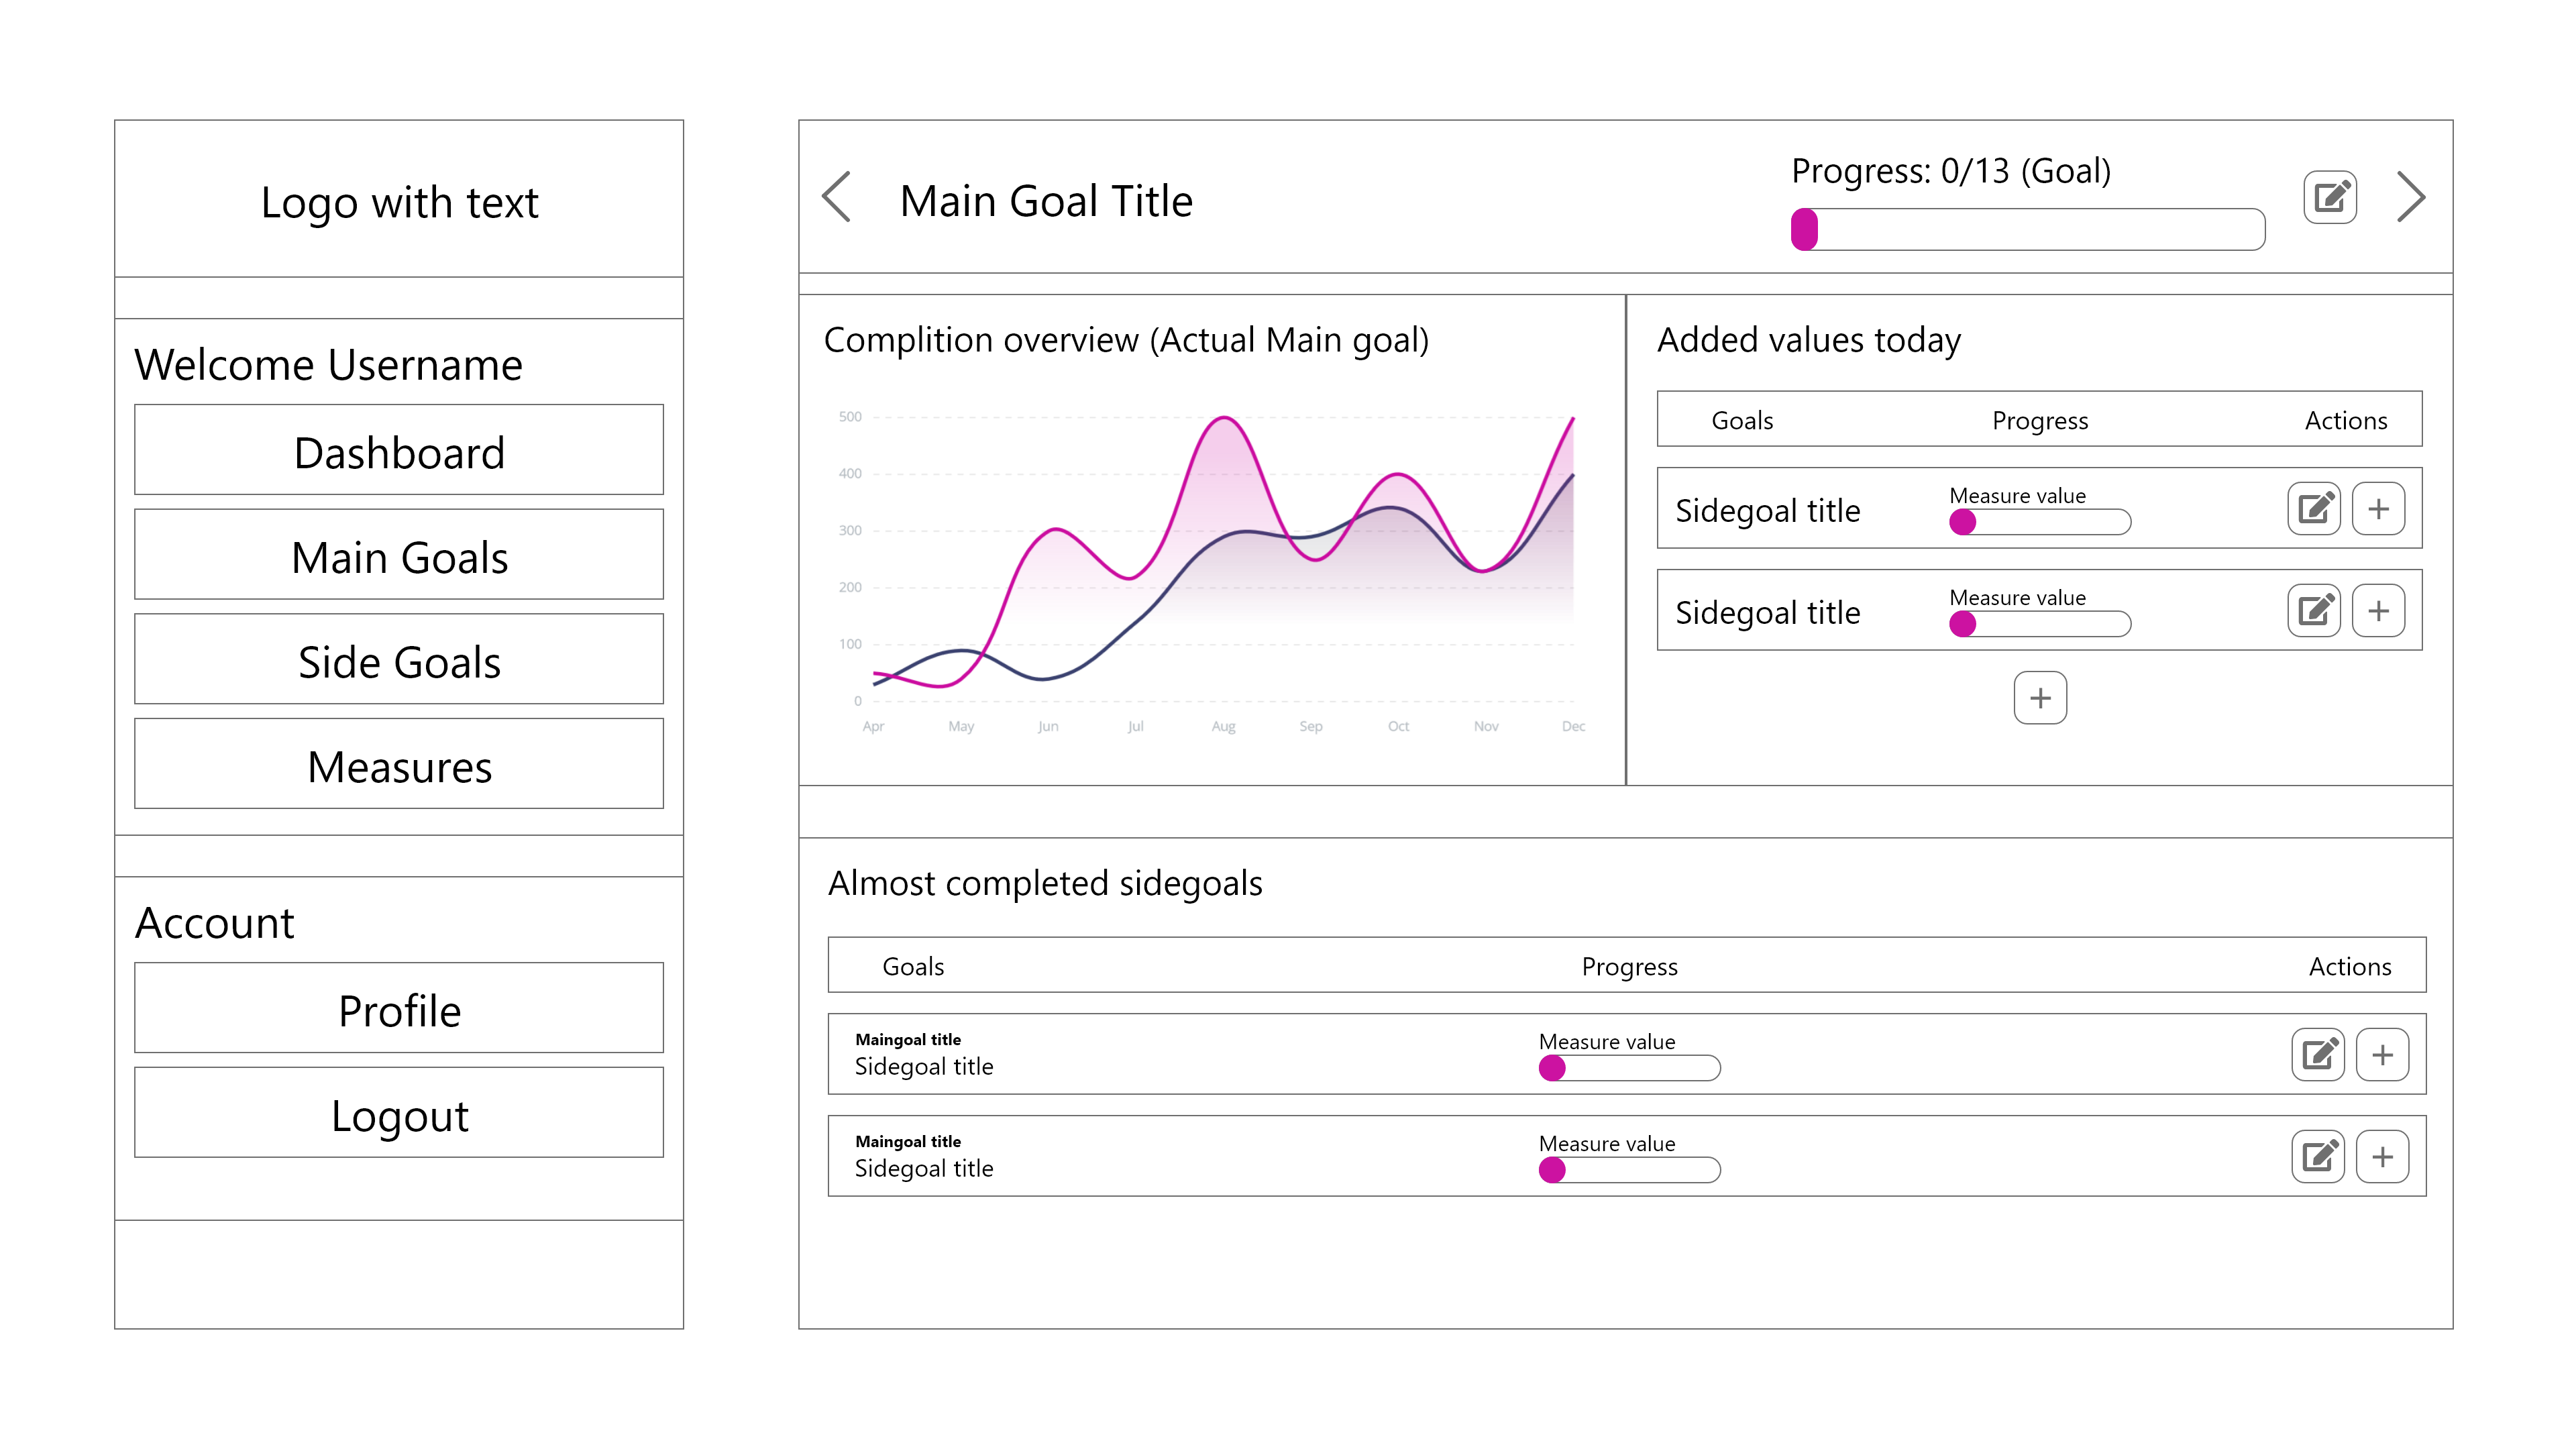 Logo with text
Welcome Username
Dashboard
Main Goals
Side Goals
Measures
Account
Profile
Logout
Main Goal Title
Progress: 0/13 (Goal)
Complition overview (Actual Main goal)
500
400
300
200
100
0
Apr May Jun Jul Aug Sep Oct Nov Dec
Added values today
Goals Progress Actions
Sidegoal title
Measure value
Sidegoal title
Measure value
Almost completed sidegoals
Goals Progress Actions
Maingoal title
Sidegoal title
Measure value
Maingoal title
Sidegoal title
Measure value